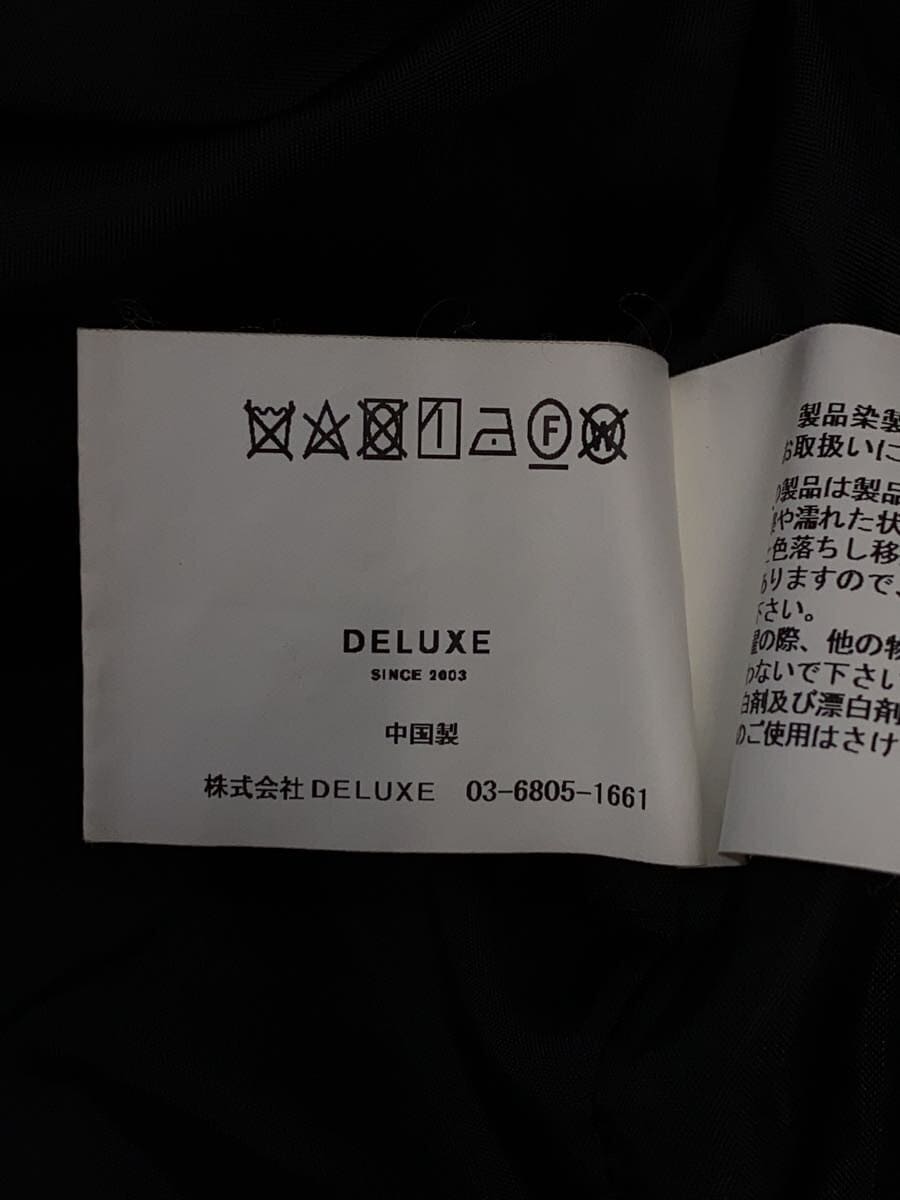 F W
DELUXE
SINCE 2003
中国製
株式会社DELUXE 03-6805-1661
製品染製
お取扱いに
製品は製品
や濡れた状
色落ちし移
りますので、
下さい。
の際、他の物
わないで下さい
白剤及び漂白剤
のご使用はさけ